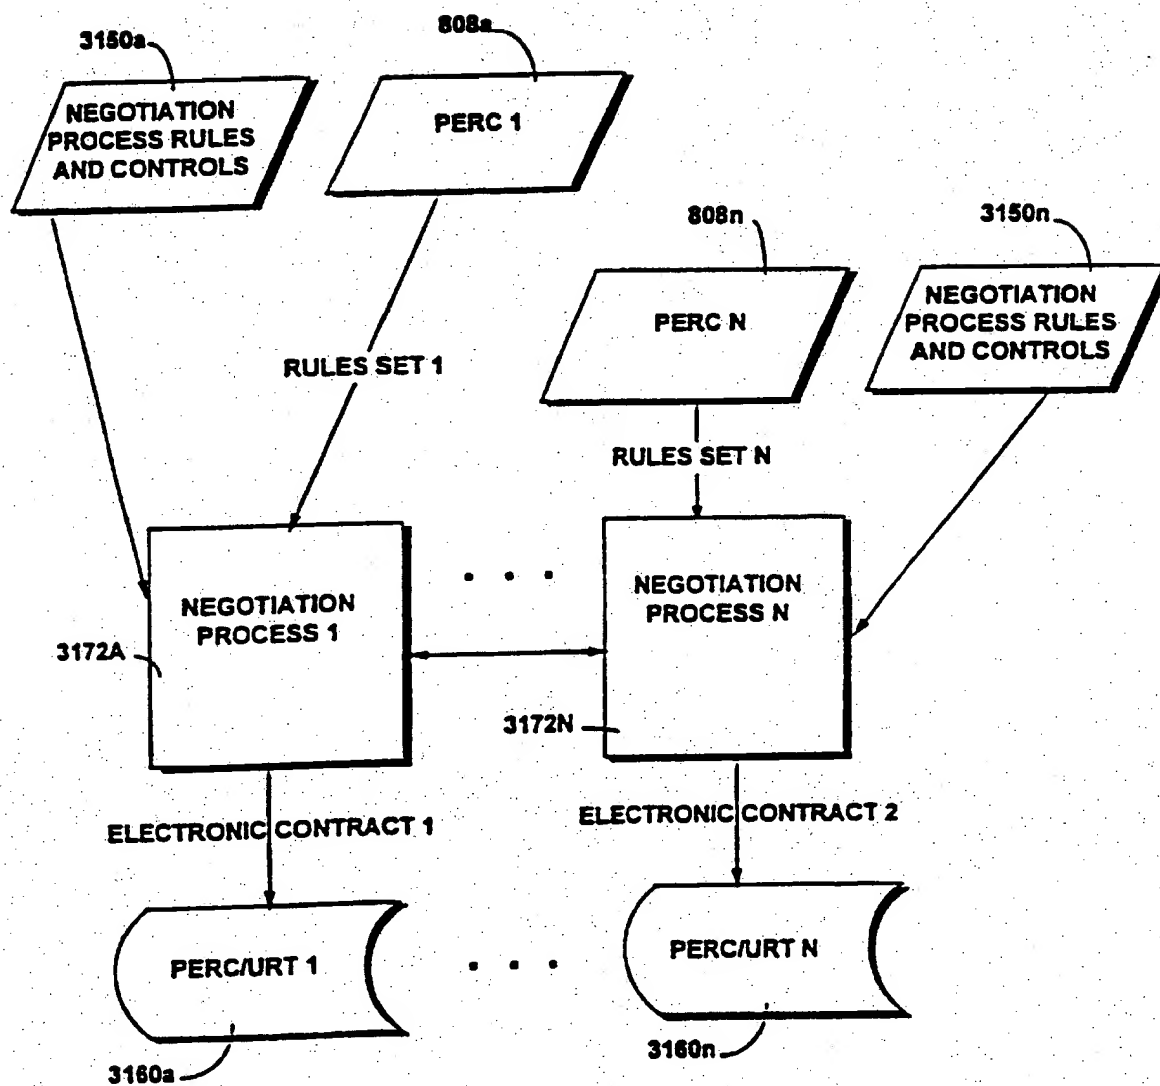 3150a
808a
NEGOTIATION
PROCESS RULES
AND CONTROLS
PERC 1
808n
3150n
PERC N
NEGOTIATION
PROCESS RULES
AND CONTROLS
RULES SET 1
RULES SET N
NEGOTIATION
PROCESS 1
. . .
NEGOTIATION
PROCESS N
3172A
3172N
ELECTRONIC CONTRACT 1
ELECTRONIC CONTRACT 2
PERC/URT 1
. . .
PERC/URT N
3160a
3160n